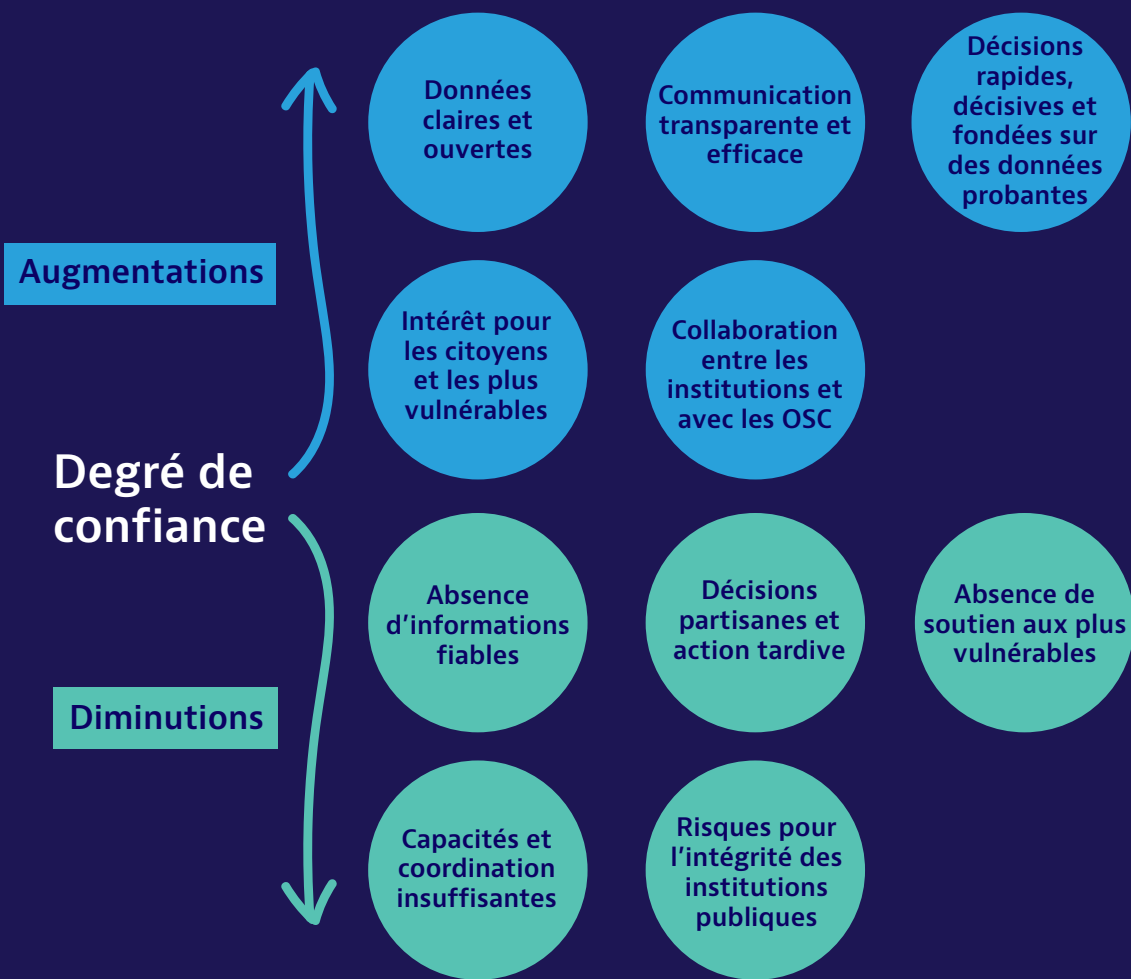 Données
claires et
ouvertes
Communication
transparente et
efficace
Décisions
rapides,
décisives et
fondées sur
des données
probantes
Augmentations
Intérêt pour
les citoyens
et les plus
vulnérables
Collaboration
entre les
institutions et
avec les OSC
Degré de
confiance
Absence
d'informations
fiables
Décisions
partisanes et
action tardive
Absence de
soutien aux plus
vulnérables
Diminutions
Capacités et
coordination
insuffisantes
Risques pour
l'intégrité des
institutions
publiques